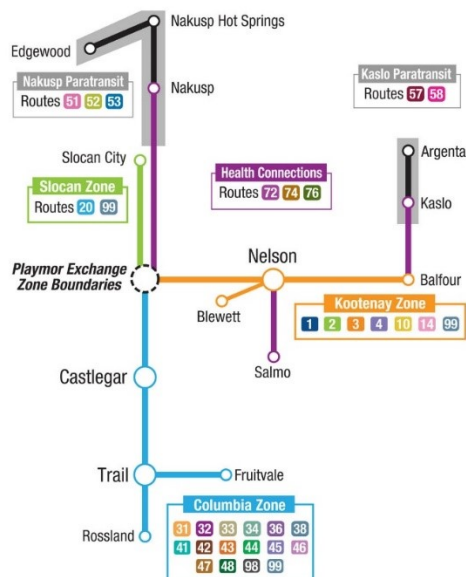 Nakusp Hot Springs
Edgewood
Nakusp Paratransit
Routes 51 52 53
Nakusp
Kaslo Paratransit
Routes 57 58
Slocan City
Argenta
Slocan Zone
Routes 20 99
Health Connections
Routes 72 74 76
Kaslo
Playmor Exchange
Zone Boundaries
Nelson
Balfour
Blewett
Kootenay Zone
1 2 3 4 10 14 99
Salmo
Castlegar
Trail
Fruitvale
Rossland
Columbia Zone
31 32 33 34 36 38
41 42 43 44 45 46
47 48 98 99